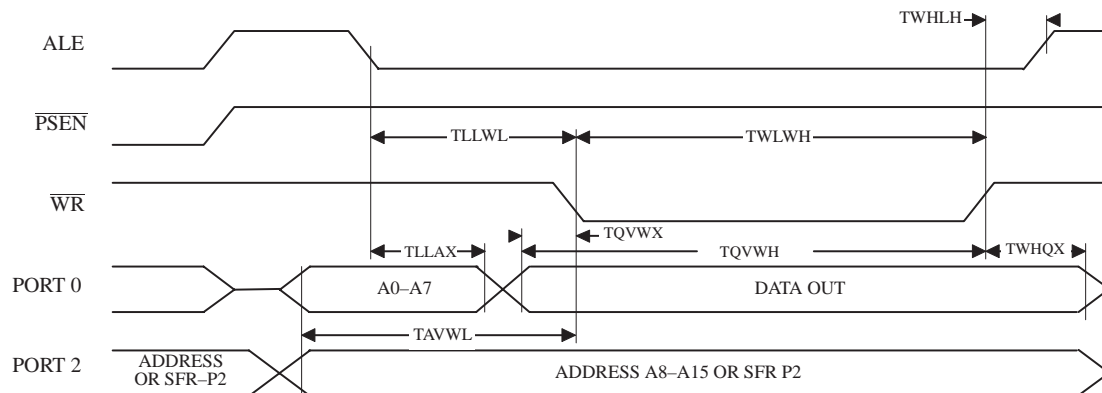 TWHLH
ALE
PSEN
TLLWL
TWLWH
WR
TQVWX
TLLAX
TQVWH
TWHQX
PORT 0
A0–A7
DATA OUT
TAVWL
PORT 2
ADDRESS
OR SFR–P2
ADDRESS A8–A15 OR SFR P2